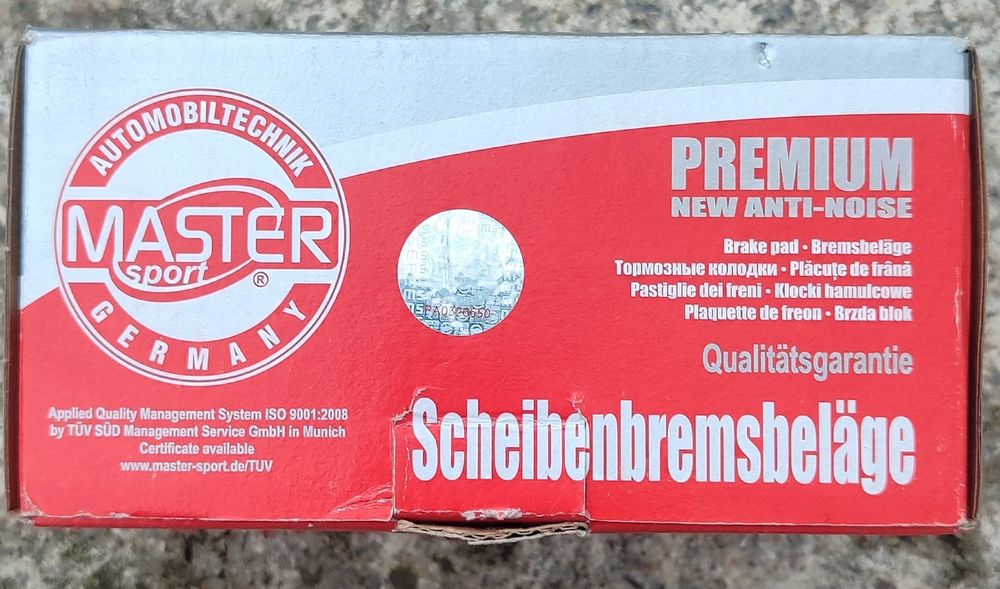 AUTOMOBILTECHNIK
MASTER
sport
®
GERMANY
Applied Quality Management System ISO 9001:2008
by TÜV SÜD Management Service GmbH in Munich
Certificate available
www.master-sport.de/TUV
PREMIUM
NEW ANTI-NOISE
Brake pad • Bremsbeläge
Тормозные колодки • Plăcuțe de frână
Pastiglie dei freni • Klocki hamulcowe
Plaquette de freon • Brzda blok
Qualitätsgarantie
Scheibenbremsbeläge